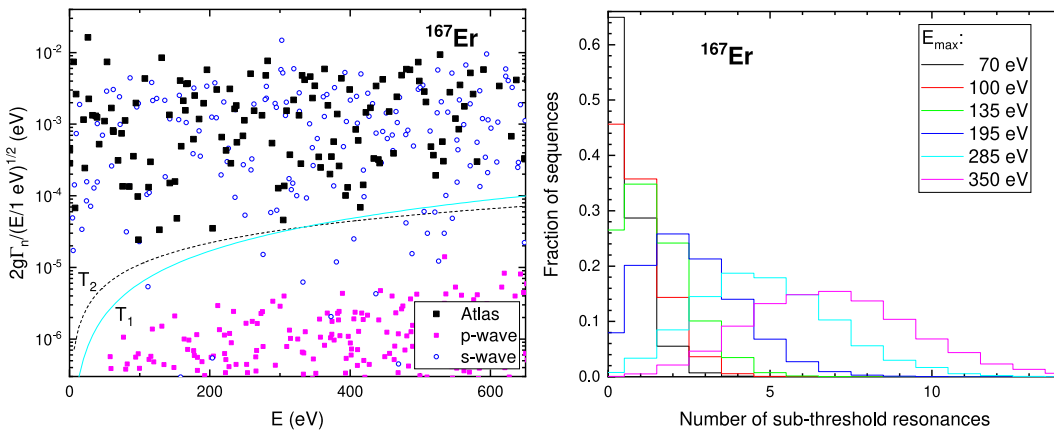 ¹⁶⁷Er
10⁻²
10⁻³
10⁻⁴
10⁻⁵
10⁻⁶
2gΓₙ/(E/1 eV)¹ᐟ² (eV)
T₂
T₁
Atlas
p-wave
s-wave
0 200 400 600
E (eV)
¹⁶⁷Er
Eₘₐₓ:
70 eV
100 eV
135 eV
195 eV
285 eV
350 eV
0.6
0.5
0.4
0.3
0.2
0.1
0.0
Fraction of sequences
0 5 10
Number of sub-threshold resonances